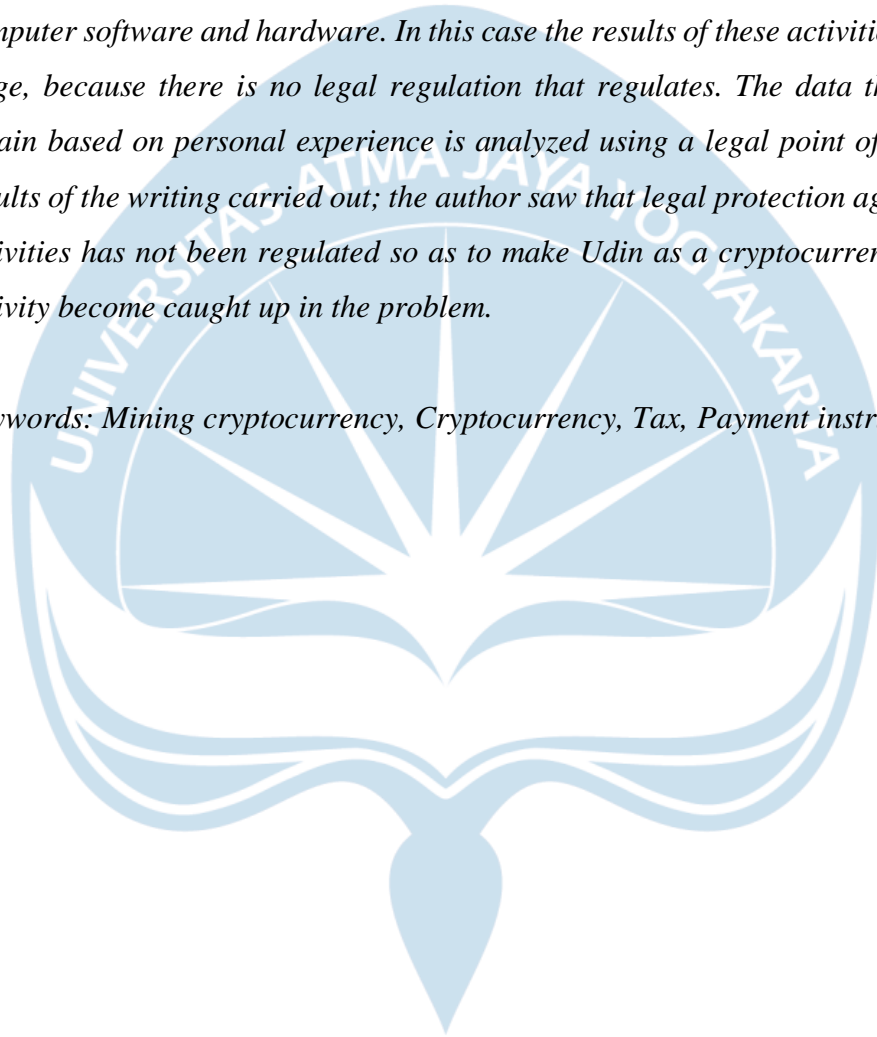 mputer software and hardware. In this case the results of these activitie
ge, because there is no legal regulation that regulates. The data th
ain based on personal experience is analyzed using a legal point of
ults of the writing carried out; the author saw that legal protection ag
ivities has not been regulated so as to make Udin as a cryptocurren
ivity become caught up in the problem.
ywords: Mining cryptocurrency, Cryptocurrency, Tax, Payment instr
UNIVERSITAS ATMA JAYA YOGYAKARTA